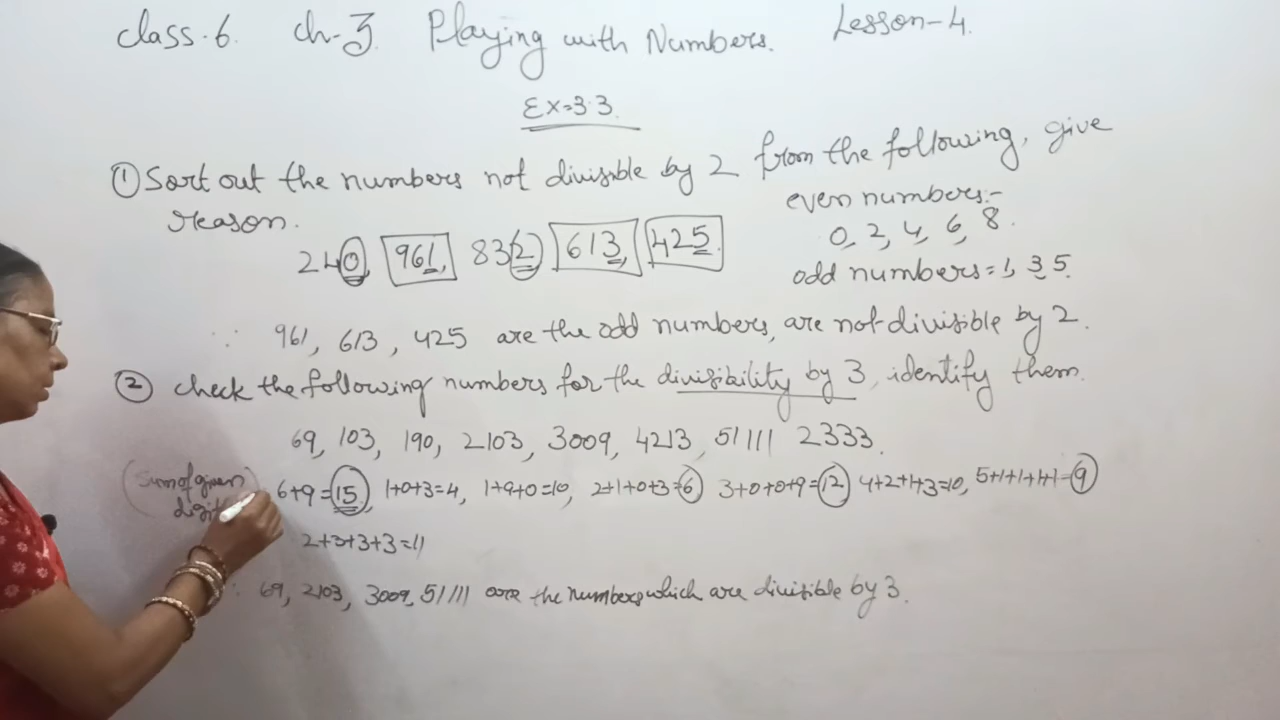 Class-6. Ch-3. Playing with Numbers. Lesson-4.
Ex-3.3.
① Sort out the numbers not divisible by 2 from the following, give
reason.
even numbers:-
0, 2, 4, 6, 8.
240, 961, 832, 613, 425.
odd numbers = 1, 3, 5.
∴ 961, 613, 425 are the odd numbers, are not divisible by 2.
② Check the following numbers for the divisibility by 3, identify them.
69, 103, 190, 2103, 3009, 4213, 51111 2333.
(Sum of given
6+9=15, 1+0+3=4, 1+9+0=10, 2+1+0+3=6, 3+0+0+9=12, 4+2+1+3=10, 5+1+1+1+1=9
2+3+3+3=11
∴ 69, 2103, 3009, 51111 are the numbers which are divisible by 3.